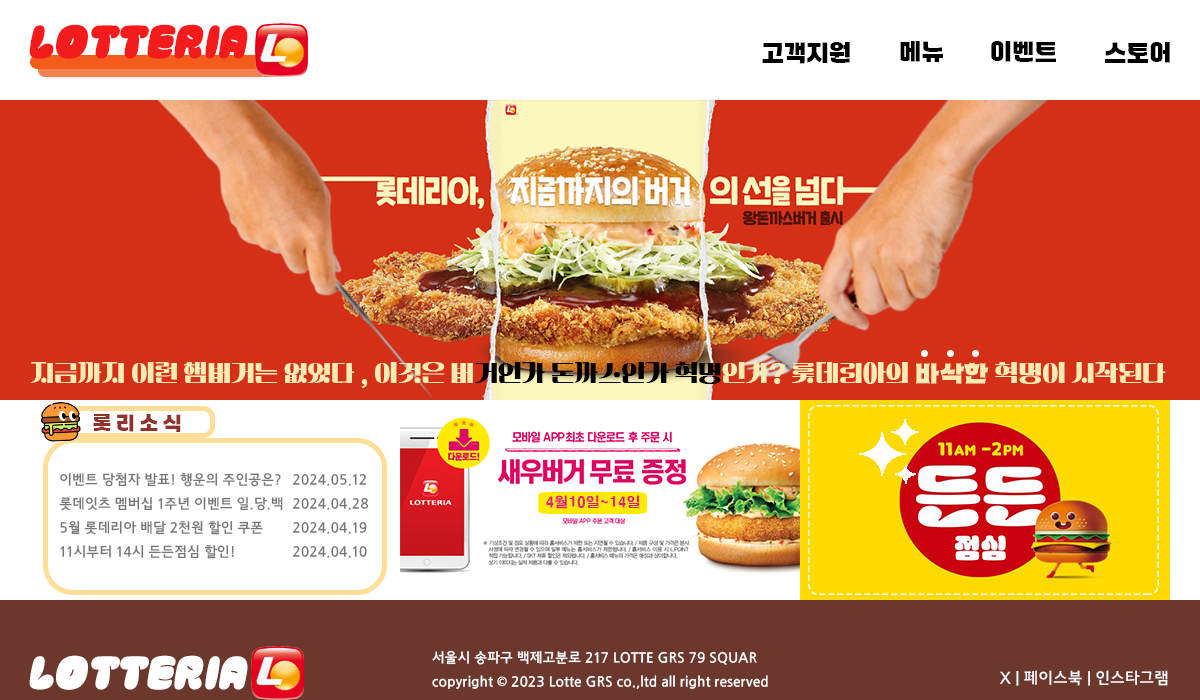 LOTTERIA
고객지원 메뉴 이벤트 스토어
롯데리아, 지금까지의 버거의 선을 넘다
왕돈까스버거 출시
지금까지 이런 햄버거는 없었다 , 이것은 버거인가 돈까스인가 혁명인가? 롯데리아의 바삭한 혁명이 시작된다
롯리소식
이벤트 당첨자 발표! 행운의 주인공은? 2024.05.12
롯데잇츠 멤버십 1주년 이벤트 일.당.백 2024.04.28
5월 롯데리아 배달 2천원 할인 쿠폰 2024.04.19
11시부터 14시 든든점심 할인! 2024.04.10
다운로드!
LOTTERIA
모바일 APP 최초 다운로드 후 주문 시
새우버거 무료 증정
4월10일~14일
모바일 APP 주문 고객 대상
11AM -2PM
든든
점심
LOTTERIA
서울시 송파구 백제고분로 217 LOTTE GRS 79 SQUAR
copyright © 2023 Lotte GRS co.,ltd all right reserved
X | 페이스북 | 인스타그램